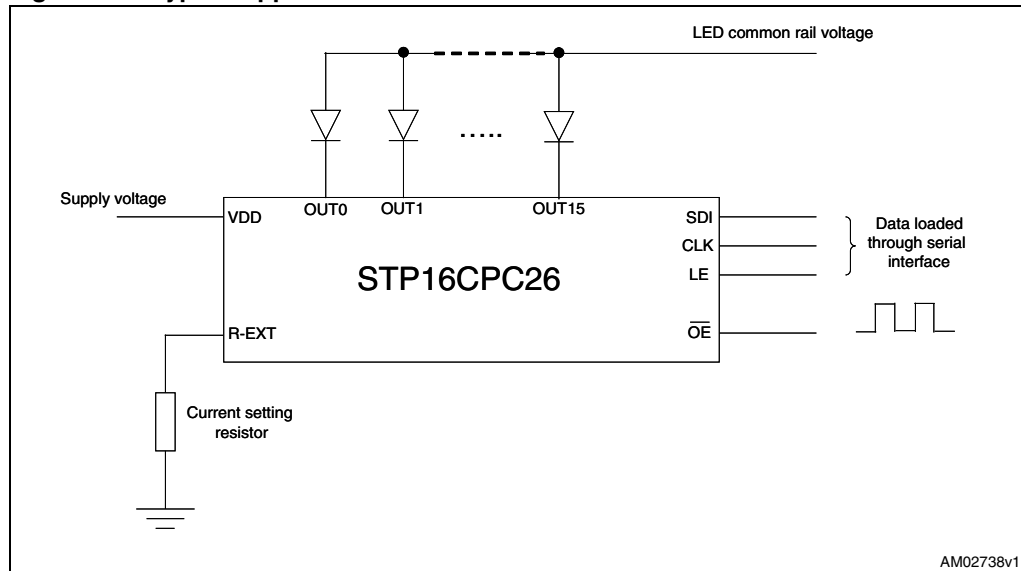 LED common rail voltage
Supply voltage
VDD
OUT0
OUT1
OUT15
SDI
CLK
LE
Data loaded
through serial
interface
STP16CPC26
R-EXT
OE
Current setting
resistor
AM02738v1